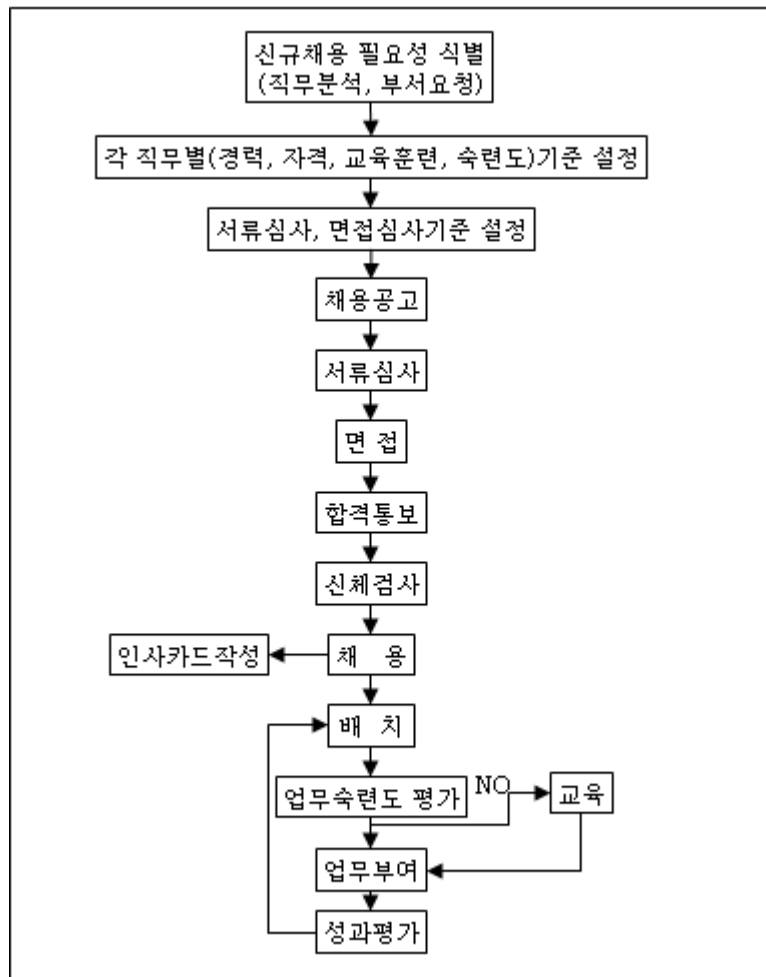 신규채용 필요성 식별
(직무분석, 부서요청)
각 직무별(경력, 자격, 교육훈련, 숙련도)기준 설정
서류심사, 면접심사기준 설정
채용공고
서류심사
면 접
합격통보
신체검사
인사카드작성
채 용
배 치
업무숙련도 평가
NO
교육
업무부여
성과평가